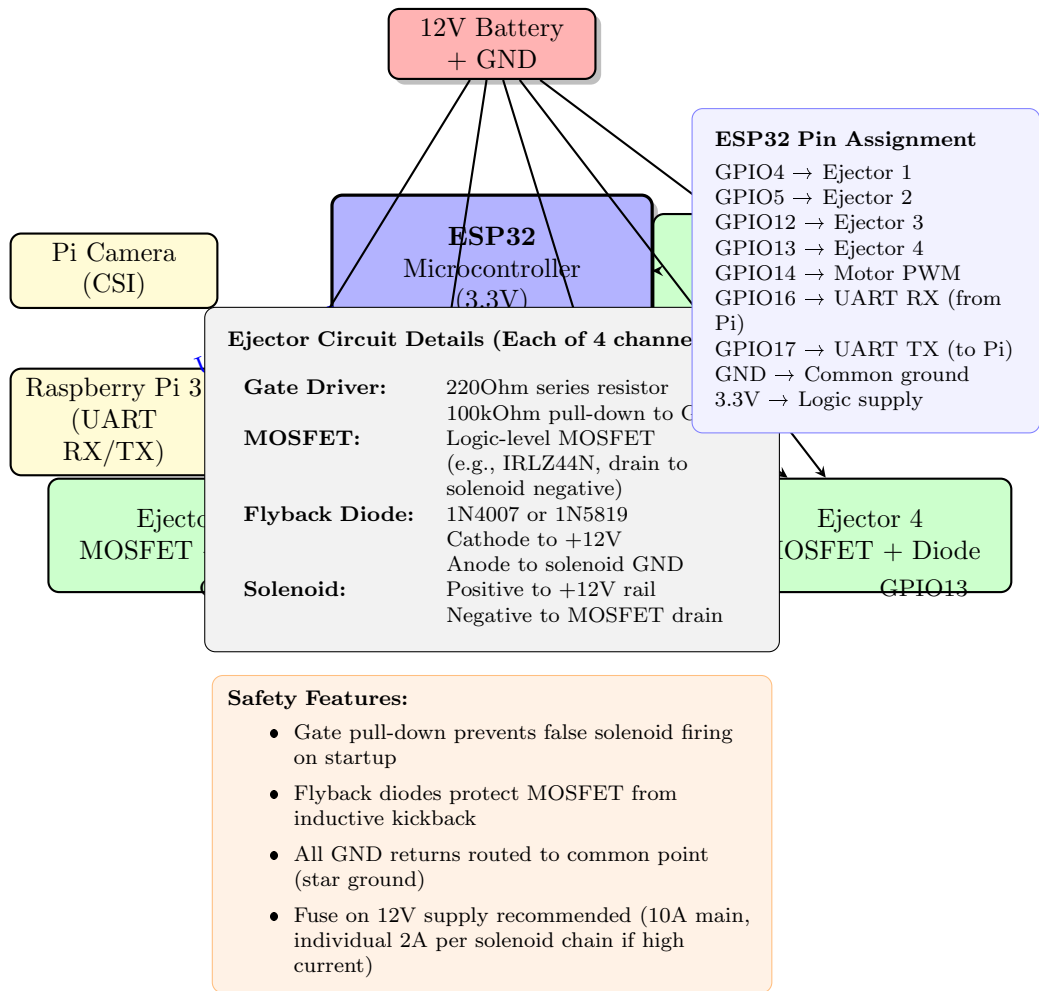 12V Battery
+ GND
ESP32 Pin Assignment
GPIO4 → Ejector 1
GPIO5 → Ejector 2
GPIO12 → Ejector 3
GPIO13 → Ejector 4
GPIO14 → Motor PWM
GPIO16 → UART RX (from
Pi)
GPIO17 → UART TX (to Pi)
GND → Common ground
3.3V → Logic supply
ESP32
Microcontroller
(3.3V)
Pi Camera
(CSI)
Raspberry Pi 3
(UART
RX/TX)
Ejector Circuit Details (Each of 4
Gate Driver: 220Ohm series resistor
100kOhm pull-down to
MOSFET: Logic-level MOSFET
(e.g., IRLZ44N, drain to
solenoid negative)
Flyback Diode: 1N4007 or 1N5819
Cathode to +12V
Anode to solenoid GND
Solenoid: Positive to +12V rail
Negative to MOSFET drain
MOSFET
Ejector 4
+ Diode
GPIO13
Safety Features:
• Gate pull-down prevents false solenoid firing
on startup
• Flyback diodes protect MOSFET from
inductive kickback
• All GND returns routed to common point
(star ground)
• Fuse on 12V supply recommended (10A main,
individual 2A per solenoid chain if high
current)